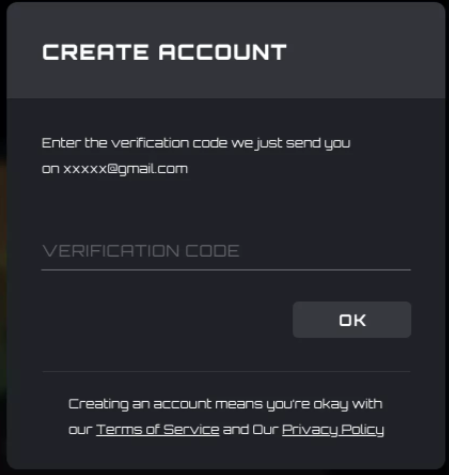 CREATE ACCOUNT
Enter the verification code we just send you
on xxxxx@gmail.com
VERIFICATION CODE
OK
Creating an account means you're okay with
our Terms of Service and Our Privacy Policy